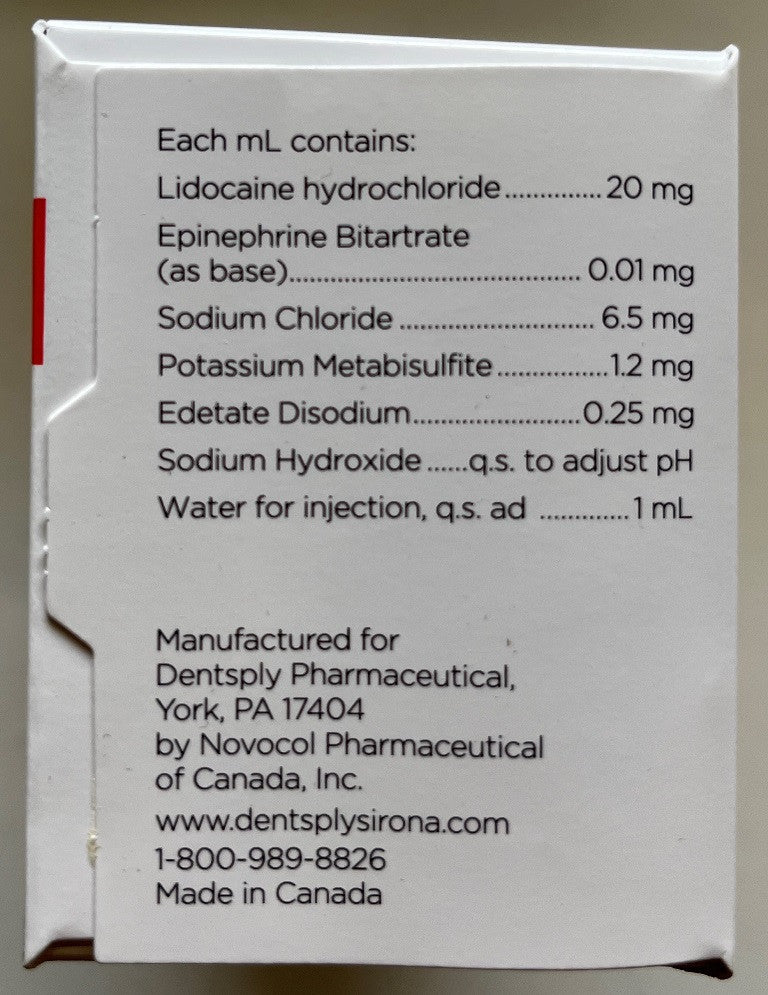 Each mL contains:
Lidocaine hydrochloride.............. 20 mg
Epinephrine Bitartrate
(as base)........................................... 0.01 mg
Sodium Chloride ............................. 6.5 mg
Potassium Metabisulfite.................1.2 mg
Edetate Disodium.........................0.25 mg
Sodium Hydroxide ......q.s. to adjust pH
Water for injection, q.s. ad .............1 mL
Manufactured for
Dentsply Pharmaceutical,
York, PA 17404
by Novocol Pharmaceutical
of Canada, Inc.
www.dentsplysirona.com
1-800-989-8826
Made in Canada